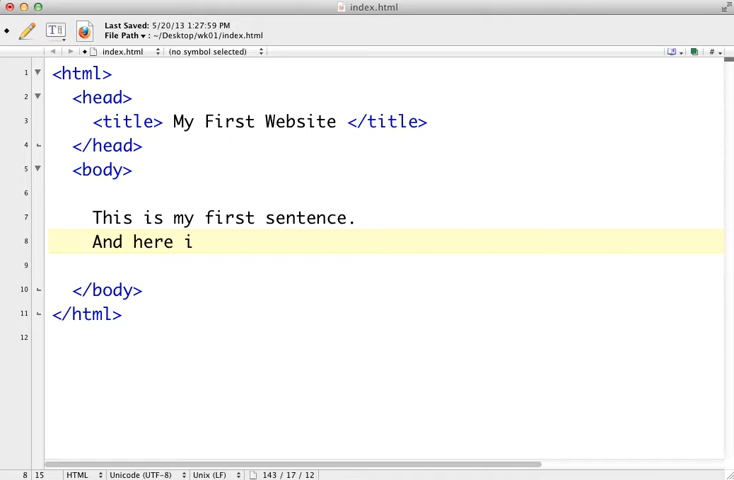 index.html
Last Saved: 5/20/13 1:27:59 PM
File Path ▾ : ~/Desktop/wk01/index.html
index.html (no symbol selected) #
1 <html>
2 <head>
3 <title> My First Website </title>
4 </head>
5 <body>
6
7 This is my first sentence.
8 And here i
9
10 </body>
11 </html>
12
8 15 HTML Unicode (UTF-8) Unix (LF) 143 / 17 / 12